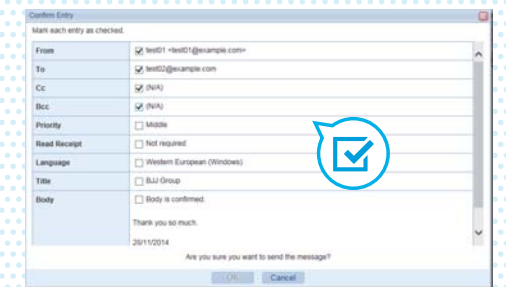 Confirm Entry
Mark each entry as checked.
From test01 <test01@example.com>
To test02@example.com
Cc (N/A)
Bcc (N/A)
Priority Middle
Read Receipt Not required
Language Western European (Windows)
Title BJJ Group
Body Body is confirmed.
Thank you so much.
28/11/2014
Are you sure you want to send the message?
OK Cancel